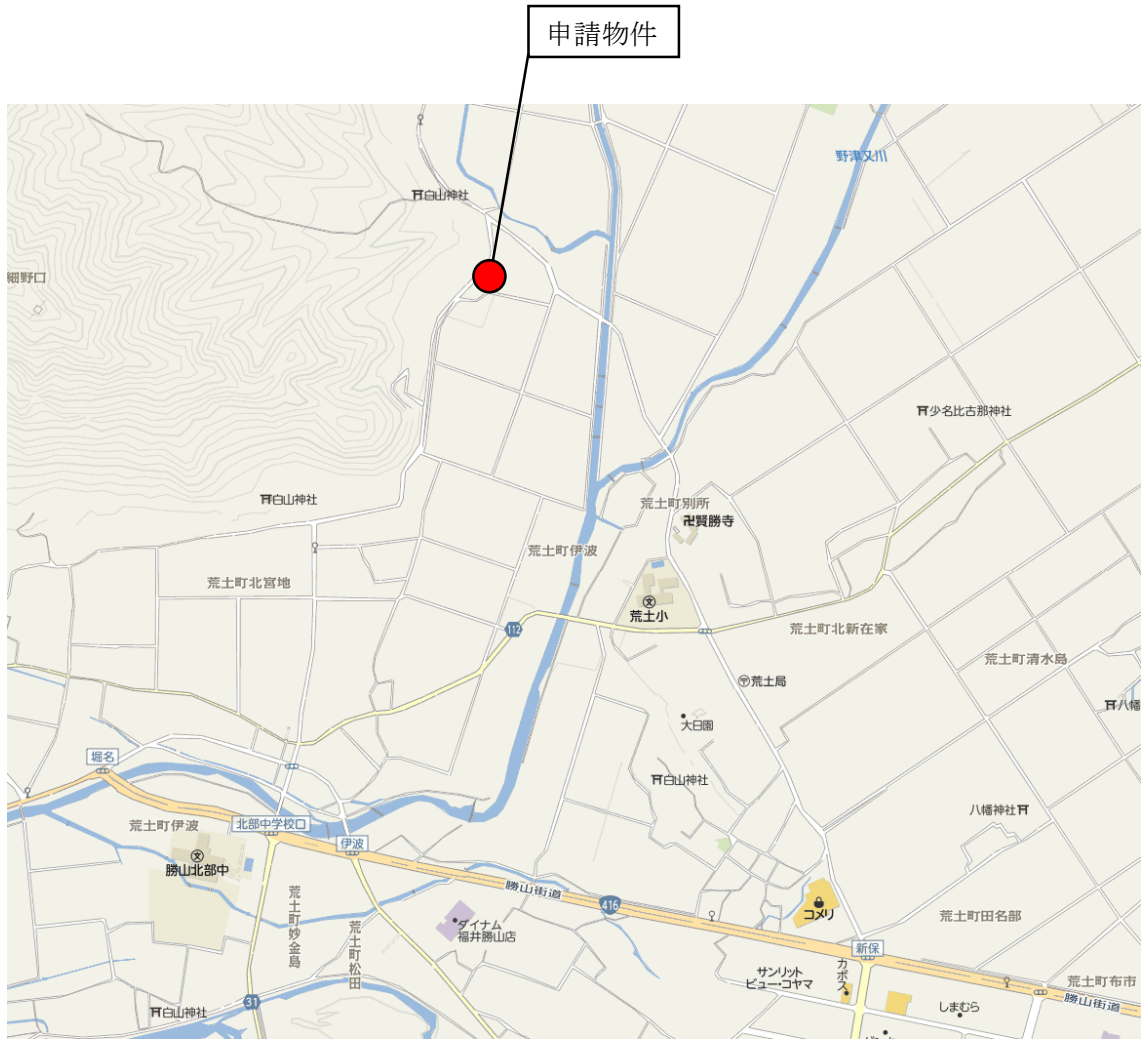 申請物件
野津又川
白山神社
細野口
少名比古那神社
白山神社
荒土町別所
賢勝寺
荒土町伊波
荒土町北宮地
荒土小
112
荒土町北新在家
荒土町清水島
荒土局
八幡
大日園
堀名
白山神社
八幡神社
荒土町伊波
北部中学校口
伊波
勝山北部中
勝山街道
416
コメリ
荒土町妙金島
荒土町松田
ダイナム
福井勝山店
荒土町田名部
新保
サンリット
ビュー・コヤマ
カボス
荒土町布市
勝山街道
31
白山神社
しまむら